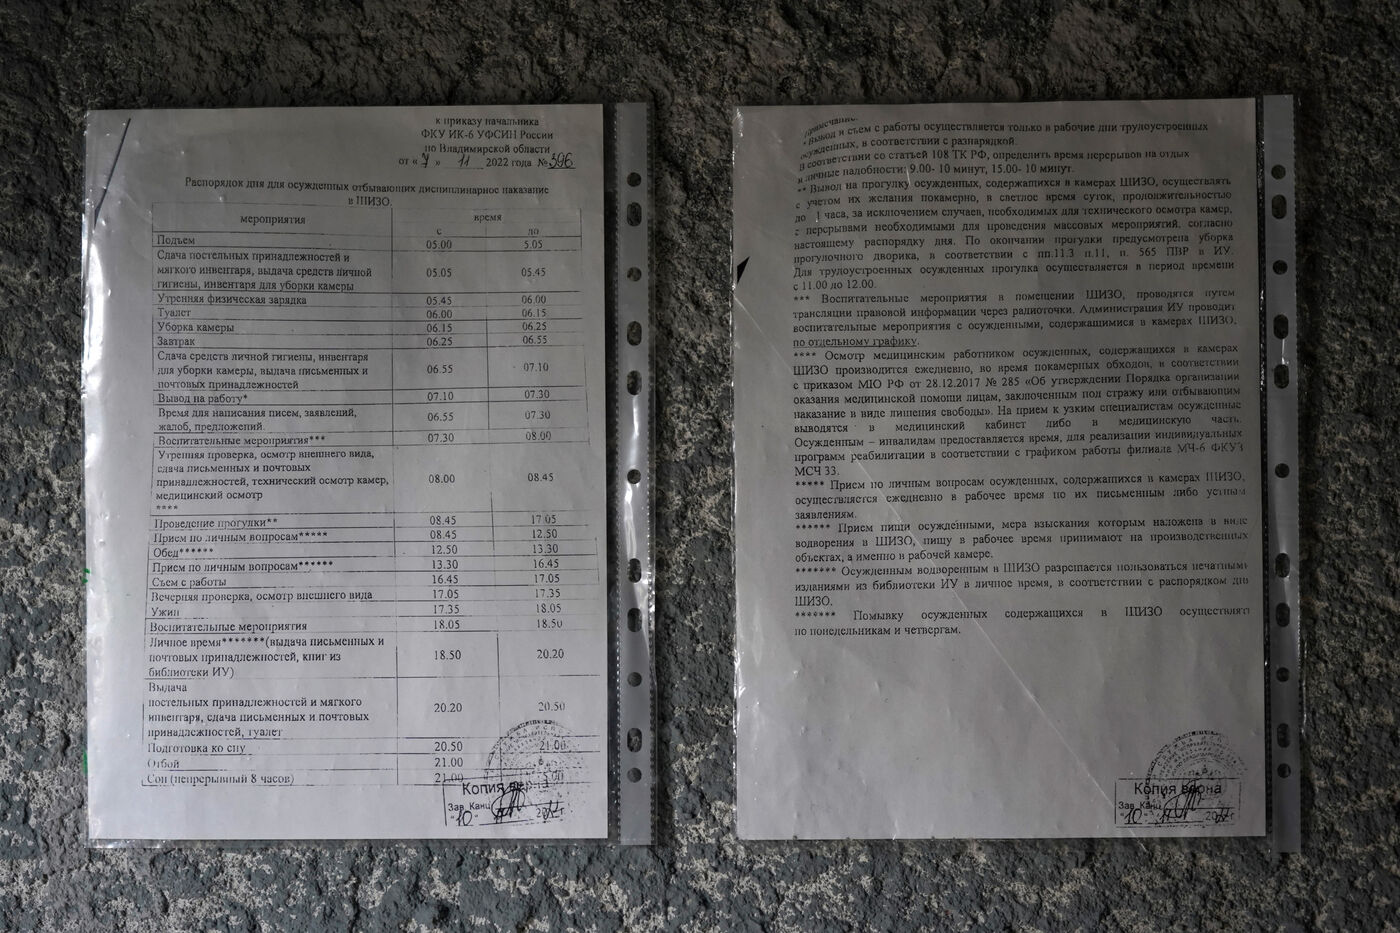 к приказу начальника
ФКУ ИК-6 УФСИН России
по Владимирской области
от « 7 » 11 2022 года № 396
Распорядок дня для осужденных отбывающих дисциплинарное наказание
в ШИЗО.
мероприятия время
с до
Подъем 05.00 5.05
Сдача постельных принадлежностей и
мягкого инвентаря, выдача средств личной
гигиены, инвентаря для уборки камеры 05.05 05.45
Утренняя физическая зарядка 05.45 06.00
Туалет 06.00 06.15
Уборка камеры 06.15 06.25
Завтрак 06.25 06.55
Сдача средств личной гигиены, инвентаря
для уборки камеры, выдача письменных и
почтовых принадлежностей 06.55 07.10
Вывод на работу* 07.10 07.30
Время для написания писем, заявлений,
жалоб, предложений. 06.55 07.30
Воспитательные мероприятия*** 07.30 08.00
Утренняя проверка, осмотр внешнего вида,
сдача письменных и почтовых
принадлежностей, технический осмотр камер,
медицинский осмотр
**** 08.00 08.45
Проведение прогулки** 08.45 17.05
Прием по личным вопросам***** 08.45 12.50
Обед****** 12.50 13.30
Прием по личным вопросам****** 13.30 16.45
Съем с работы 16.45 17.05
Вечерняя проверка, осмотр внешнего вида 17.05 17.35
Ужин 17.35 18.05
Воспитательные мероприятия 18.05 18.50
Личное время*******(выдача письменных и
почтовых принадлежностей, книг из
библиотеки ИУ) 18.50 20.20
Выдача
постельных принадлежностей и мягкого
инвентаря, сдача письменных и почтовых
принадлежностей, туалет 20.20 20.50
Подготовка ко сну 20.50 21.00
Отбой 21.00
Сон (непрерывный 8 часов) 21.00 5.00
Копия верна
Зав. Канц
"10" 11 2022 г
Примечание:
* Вывод и съем с работы осуществляется только в рабочие дни трудоустроенных
осужденных, в соответствии с разнарядкой.
В соответствии со статьей 108 ТК РФ, определить время перерывов на отдых
и личные надобности: 9.00- 10 минут, 15.00- 10 минут.
** Вывод на прогулку осужденных, содержащихся в камерах ШИЗО, осуществлять
с учетом их желания покамерно, в светлое время суток, продолжительностью
до 1 часа, за исключением случаев, необходимых для технического осмотра камер,
с перерывами необходимыми для проведения массовых мероприятий, согласно
настоящему распорядку дня. По окончании прогулки предусмотрена уборка
прогулочного дворика, в соответствии с пп.11.3 п.11, п. 565 ПВР в ИУ.
Для трудоустроенных осужденных прогулка осуществляется в период времени
с 11.00 до 12.00.
*** Воспитательные мероприятия в помещении ШИЗО, проводятся путем
трансляции правовой информации через радиоточки. Администрация ИУ проводит
воспитательные мероприятия с осужденными, содержащимися в камерах ШИЗО,
по отдельному графику.
**** Осмотр медицинским работником осужденных, содержащихся в камерах
ШИЗО производится ежедневно, во время покамерных обходов, в соответствии
с приказом МЮ РФ от 28.12.2017 № 285 «Об утверждении Порядка организации
оказания медицинской помощи лицам, заключенным под стражу или отбывающим
наказание в виде лишения свободы». На прием к узким специалистам осужденные
выводятся в медицинский кабинет либо в медицинскую часть.
Осужденным – инвалидам предоставляется время, для реализации индивидуальных
программ реабилитации в соответствии с графиком работы филиала МЧ-6 ФКУЗ
МСЧ 33.
***** Прием по личным вопросам осужденных, содержащихся в камерах ШИЗО,
осуществляется ежедневно в рабочее время по их письменным либо устным
заявлениям.
****** Прием пищи осужденными, мера взыскания которым наложена в виде
водворения в ШИЗО, пищу в рабочее время принимают на производственных
объектах, а именно в рабочей камере.
******* Осужденным водворенным в ШИЗО разрешается пользоваться печатными
изданиями из библиотеки ИУ в личное время, в соответствии с распорядком дня
ШИЗО.
******* Помывку осужденных содержащихся в ШИЗО осуществлять
по понедельникам и четвергам.
Копия верна
Зав. Канц
"10" 11 2022 г